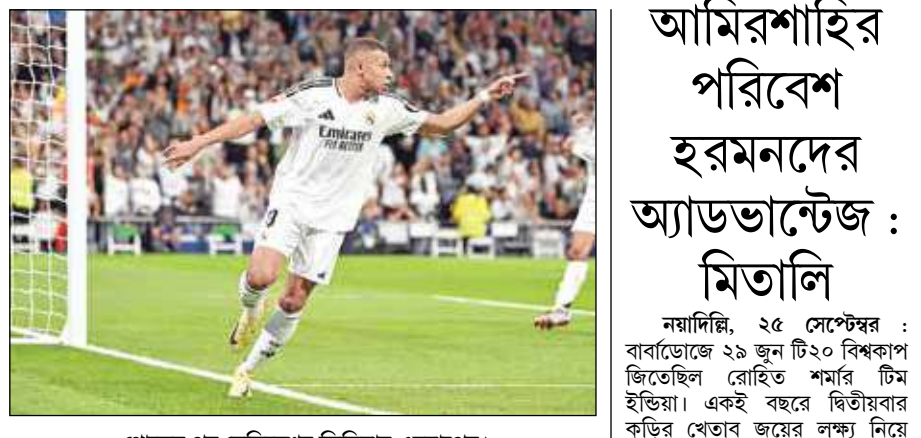 Emirates
FLY BETTER
আমিরশাহির
পরিবেশ
হরমনদের
অ্যাডভান্টেজ :
মিতালি
নয়াদিল্লি, ২৫ সেপ্টেম্বর :
বার্বাডোজে ২৯ জুন টি২০ বিশ্বকাপ
জিতেছিল রোহিত শর্মার টিম
ইন্ডিয়া। একই বছরে দ্বিতীয়বার
কুড়ির খেতাব জয়ের লক্ষ্য নিয়ে